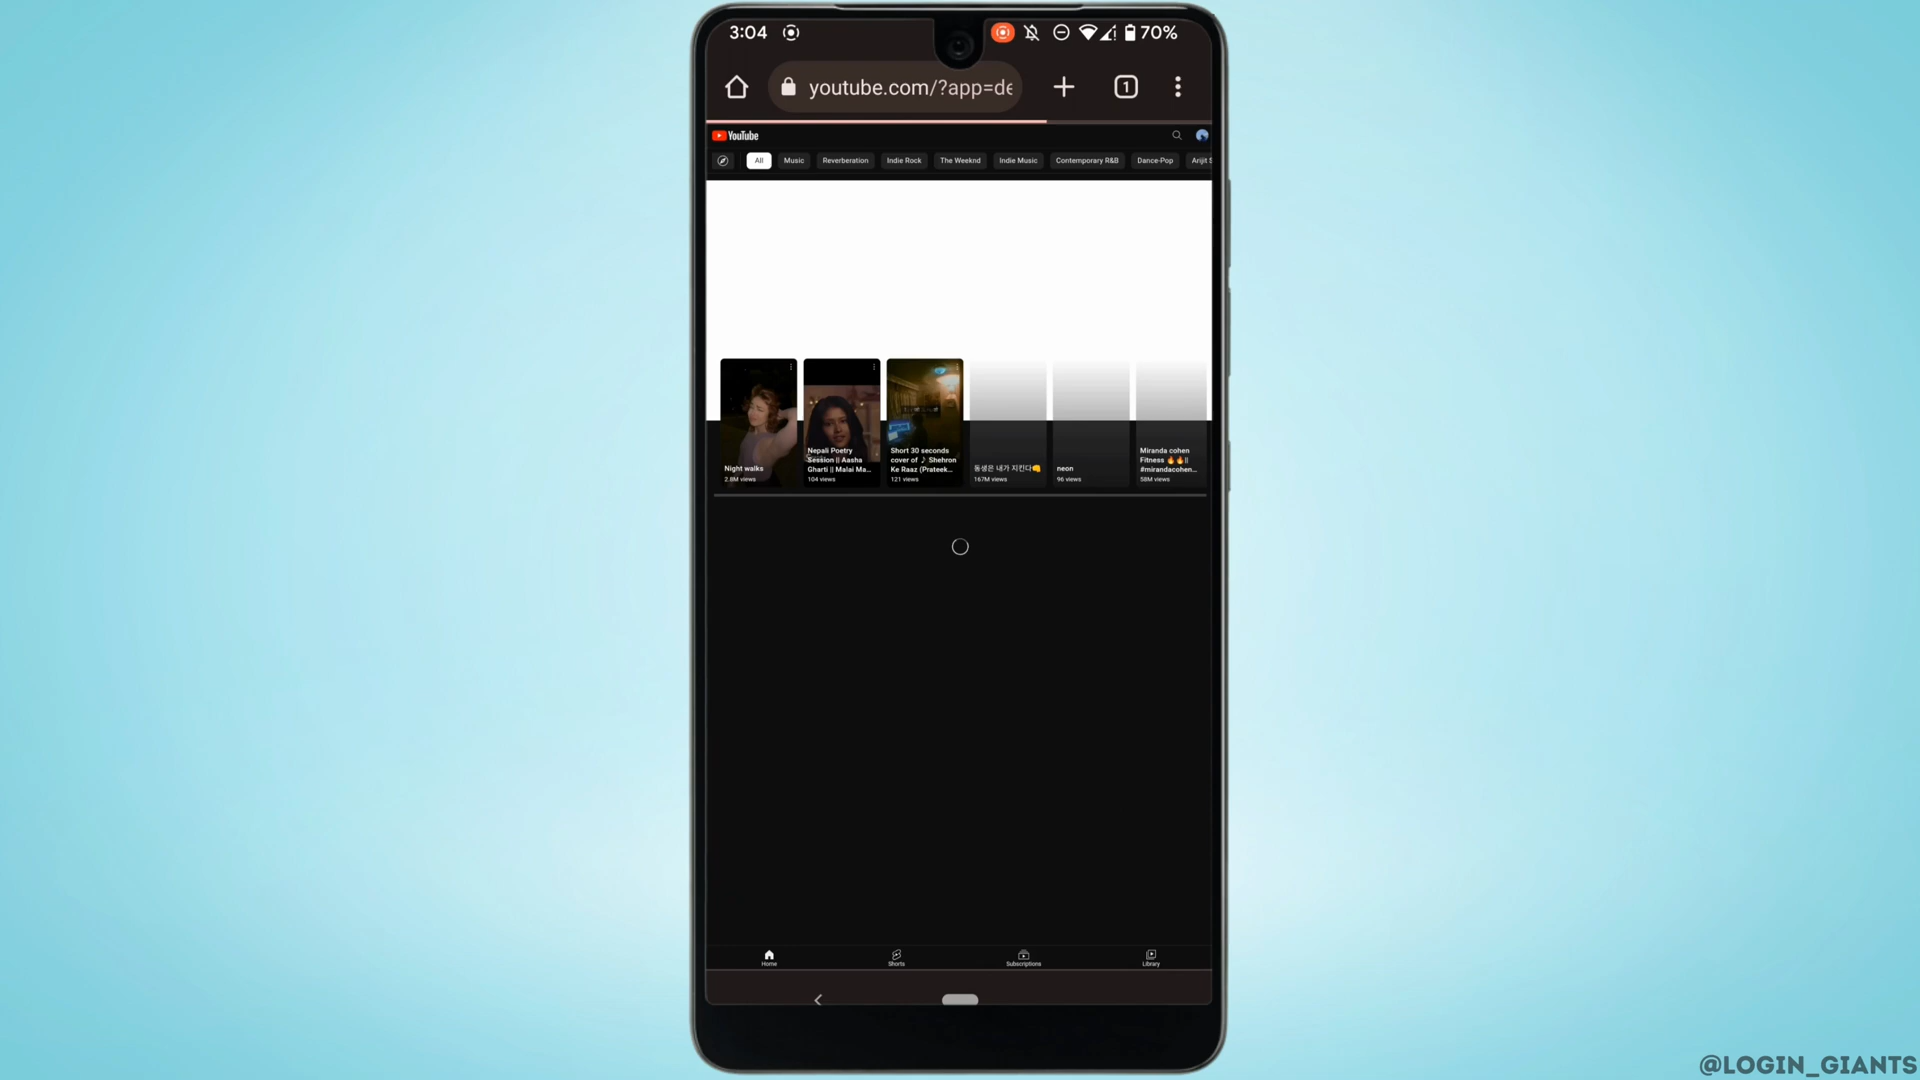 3:04
70%
youtube.com/?app=de
1
YouTube
All
Music
Reverberation
Indie Rock
The Weeknd
Indie Music
Contemporary R&B
Dance-Pop
Arijit S
Night walks
2.8M views
Nepali Poetry
Session || Aasha
Gharti || Malai Ma...
104 views
Short 30 seconds
cover of ♪ Shehron
Ke Raaz (Prateek...
121 views
동생은 내가 지킨다👊
167M views
neon
96 views
Miranda cohen
Fitness 🔥🔥||
#mirandacohen...
58M views
Home
Shorts
Subscriptions
Library
@LOGIN_GIANTS